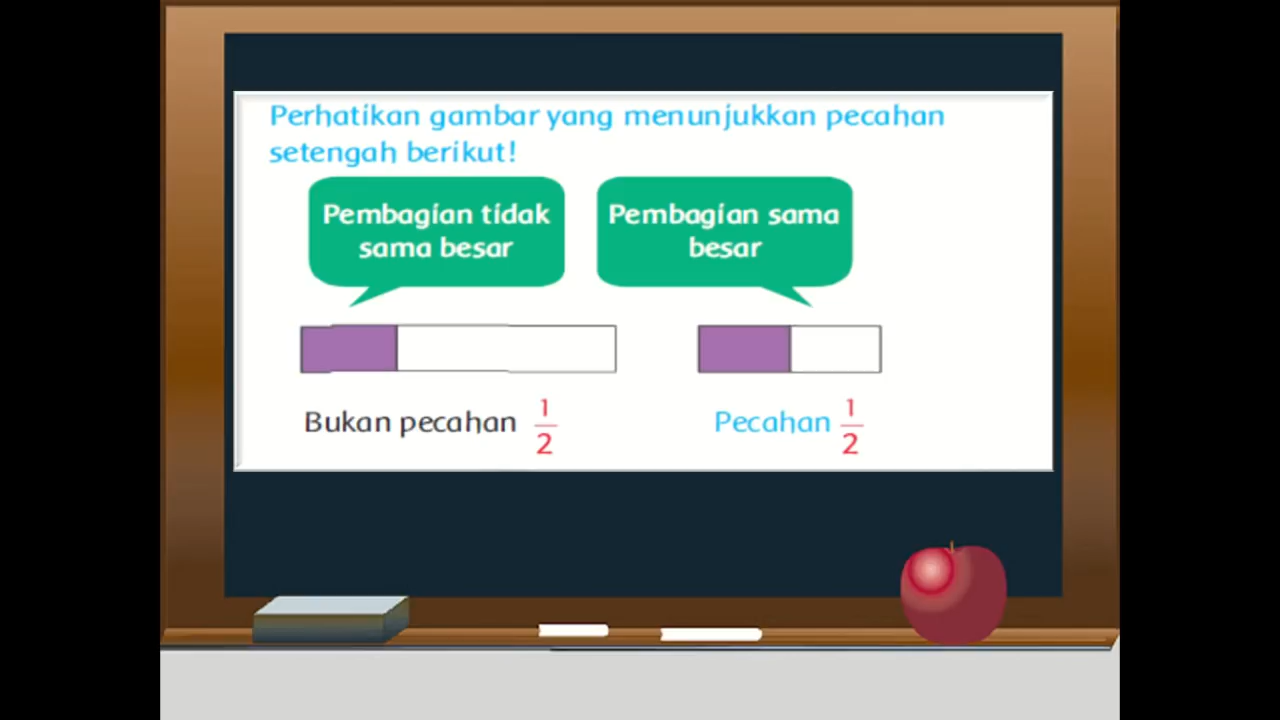 Perhatikan gambar yang menunjukkan pecahan
setengah berikut!
Pembagian tidak
sama besar
Pembagian sama
besar
Bukan pecahan 1/2
Pecahan 1/2